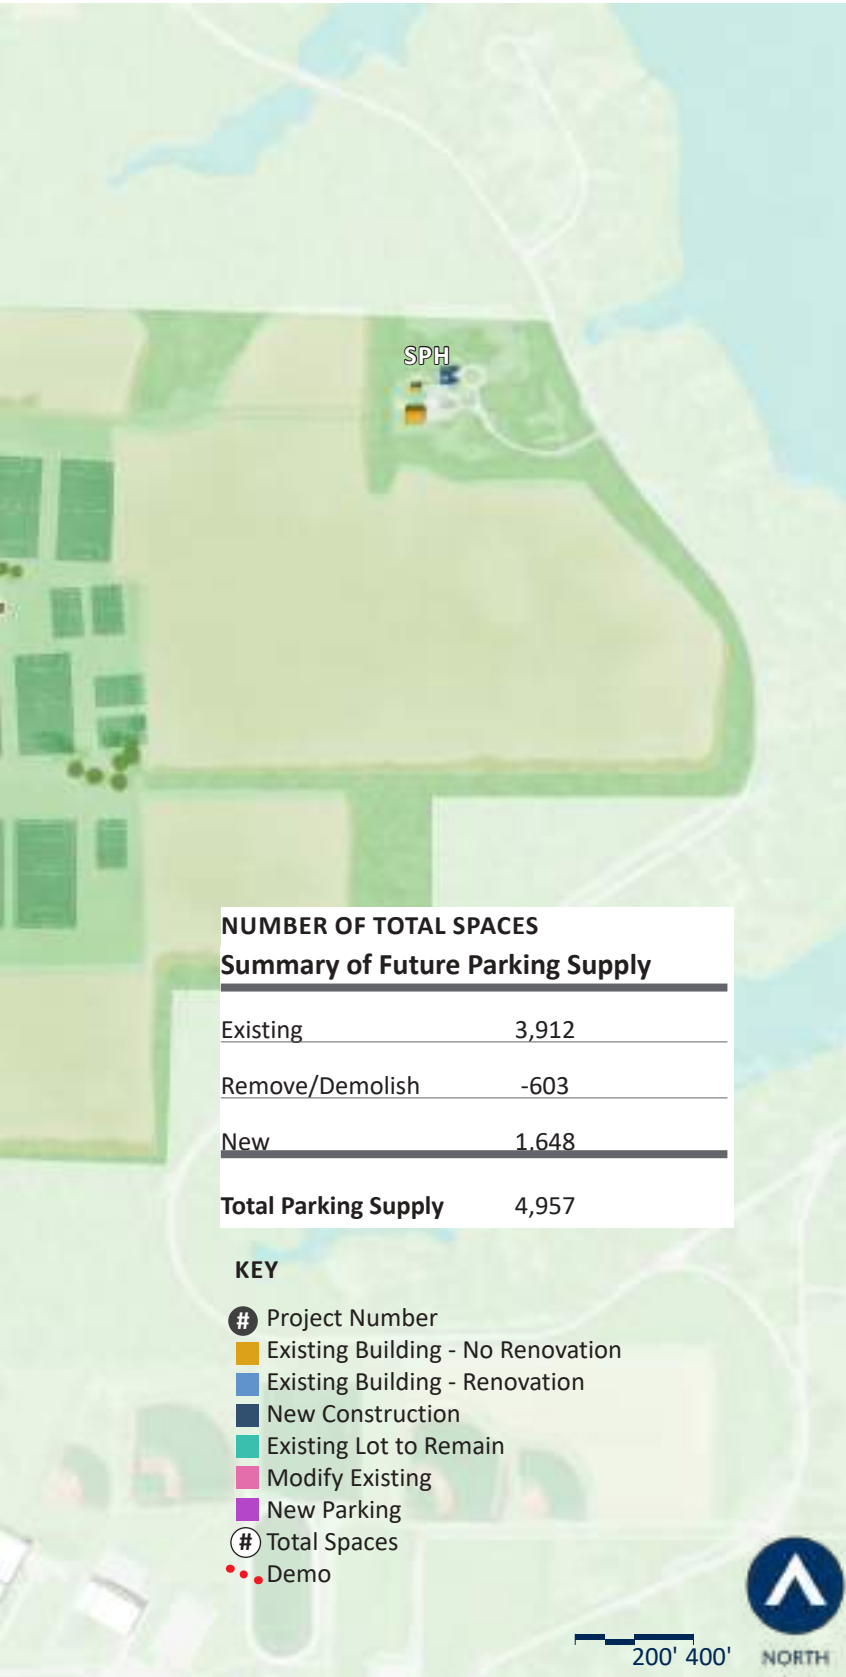 SPH
NUMBER OF TOTAL SPACES
Summary of Future Parking Supply
Existing 3,912
Remove/Demolish -603
New 1,648
Total Parking Supply 4,957
KEY
# Project Number
Existing Building - No Renovation
Existing Building - Renovation
New Construction
Existing Lot to Remain
Modify Existing
New Parking
# Total Spaces
Demo
200' 400'
NORTH